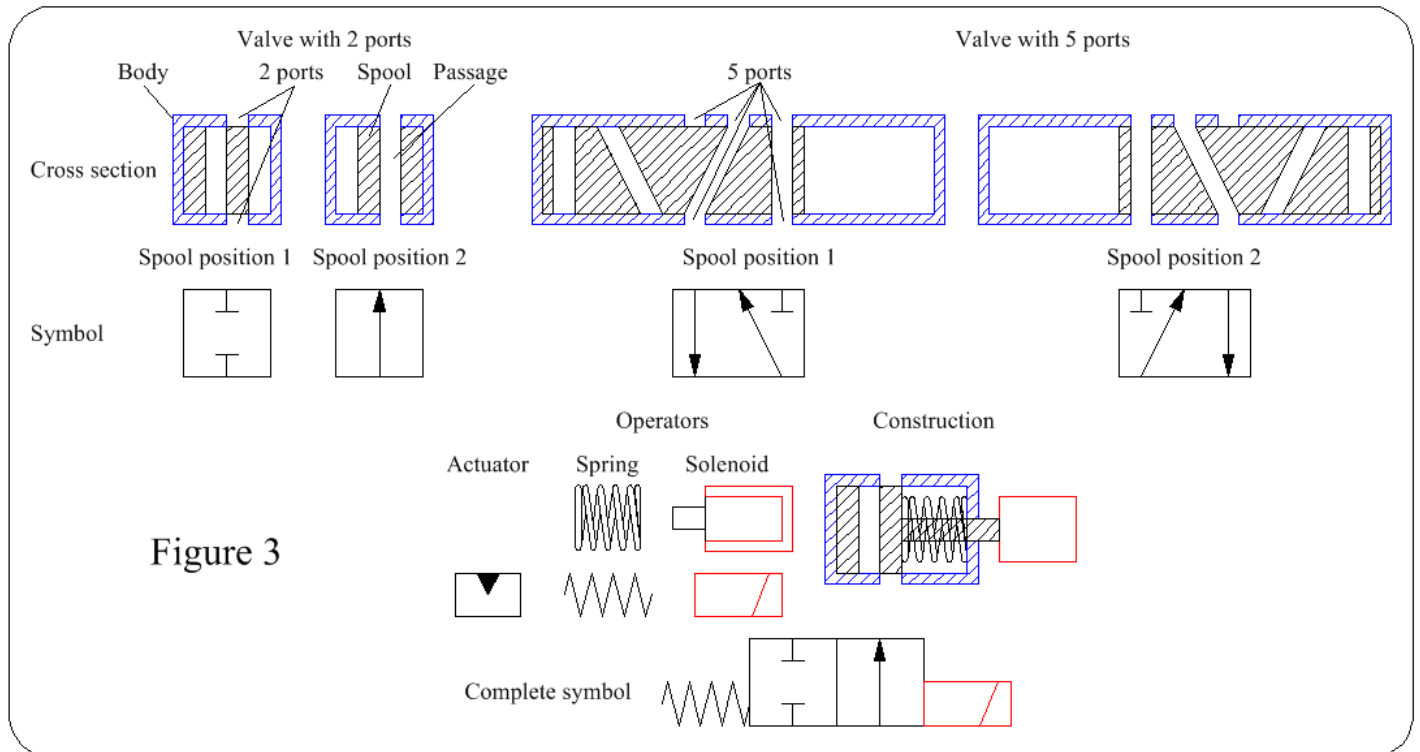 Valve with 2 ports
Valve with 5 ports
Body
2 ports
Spool
Passage
5 ports
Cross section
Spool position 1
Spool position 2
Spool position 1
Spool position 2
Symbol
Operators
Construction
Actuator
Spring
Solenoid
Figure 3
Complete symbol